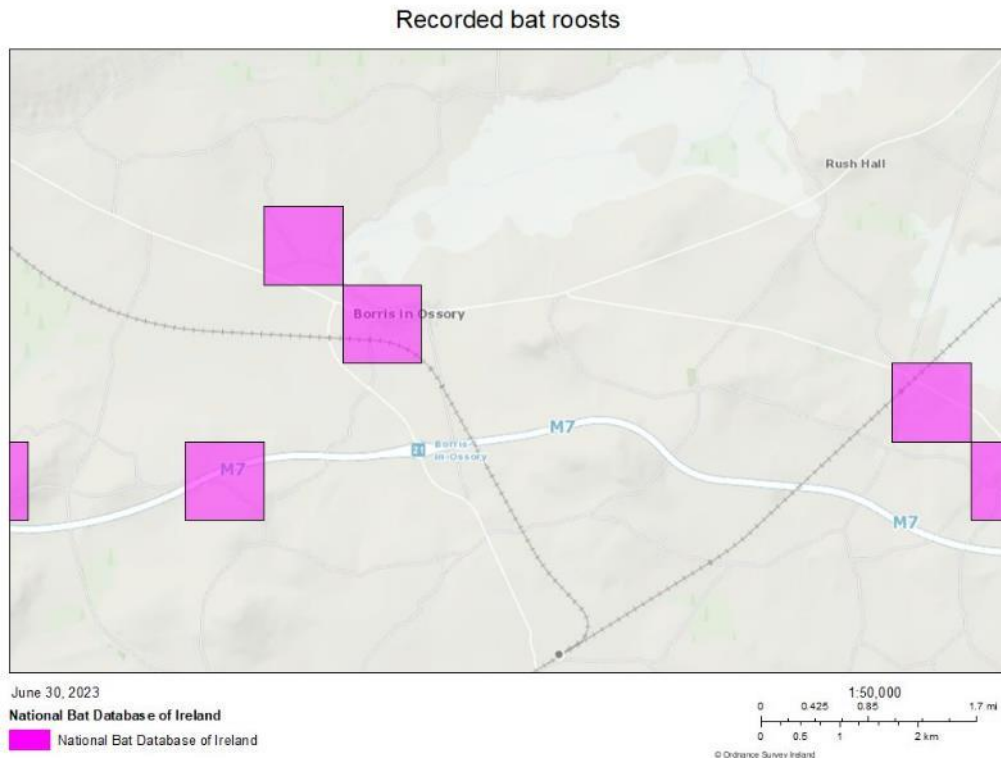 Recorded bat roosts
Rush Hall
Borris in Ossory
M7
21
Borris-
in-Ossory
M7
M7
June 30, 2023
National Bat Database of Ireland
National Bat Database of Ireland
1:50,000
0 0.425 0.85 1.7 mi
0 0.5 1 2 km
© Ordnance Survey Ireland